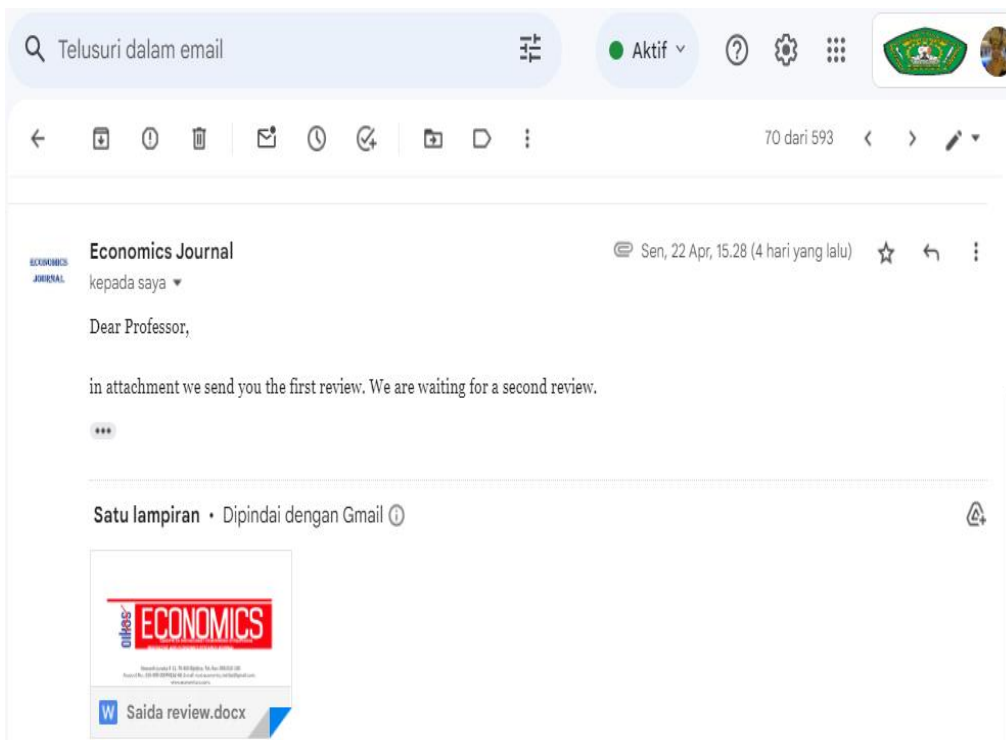 Telusuri dalam email
Aktif
70 dari 593
ECONOMICS
JOURNAL
Economics Journal
Sen, 22 Apr, 15.28 (4 hari yang lalu)
kepada saya
Dear Professor,
in attachment we send you the first review. We are waiting for a second review.
Satu lampiran • Dipindai dengan Gmail
oikos
ECONOMICS
W Saida review.docx